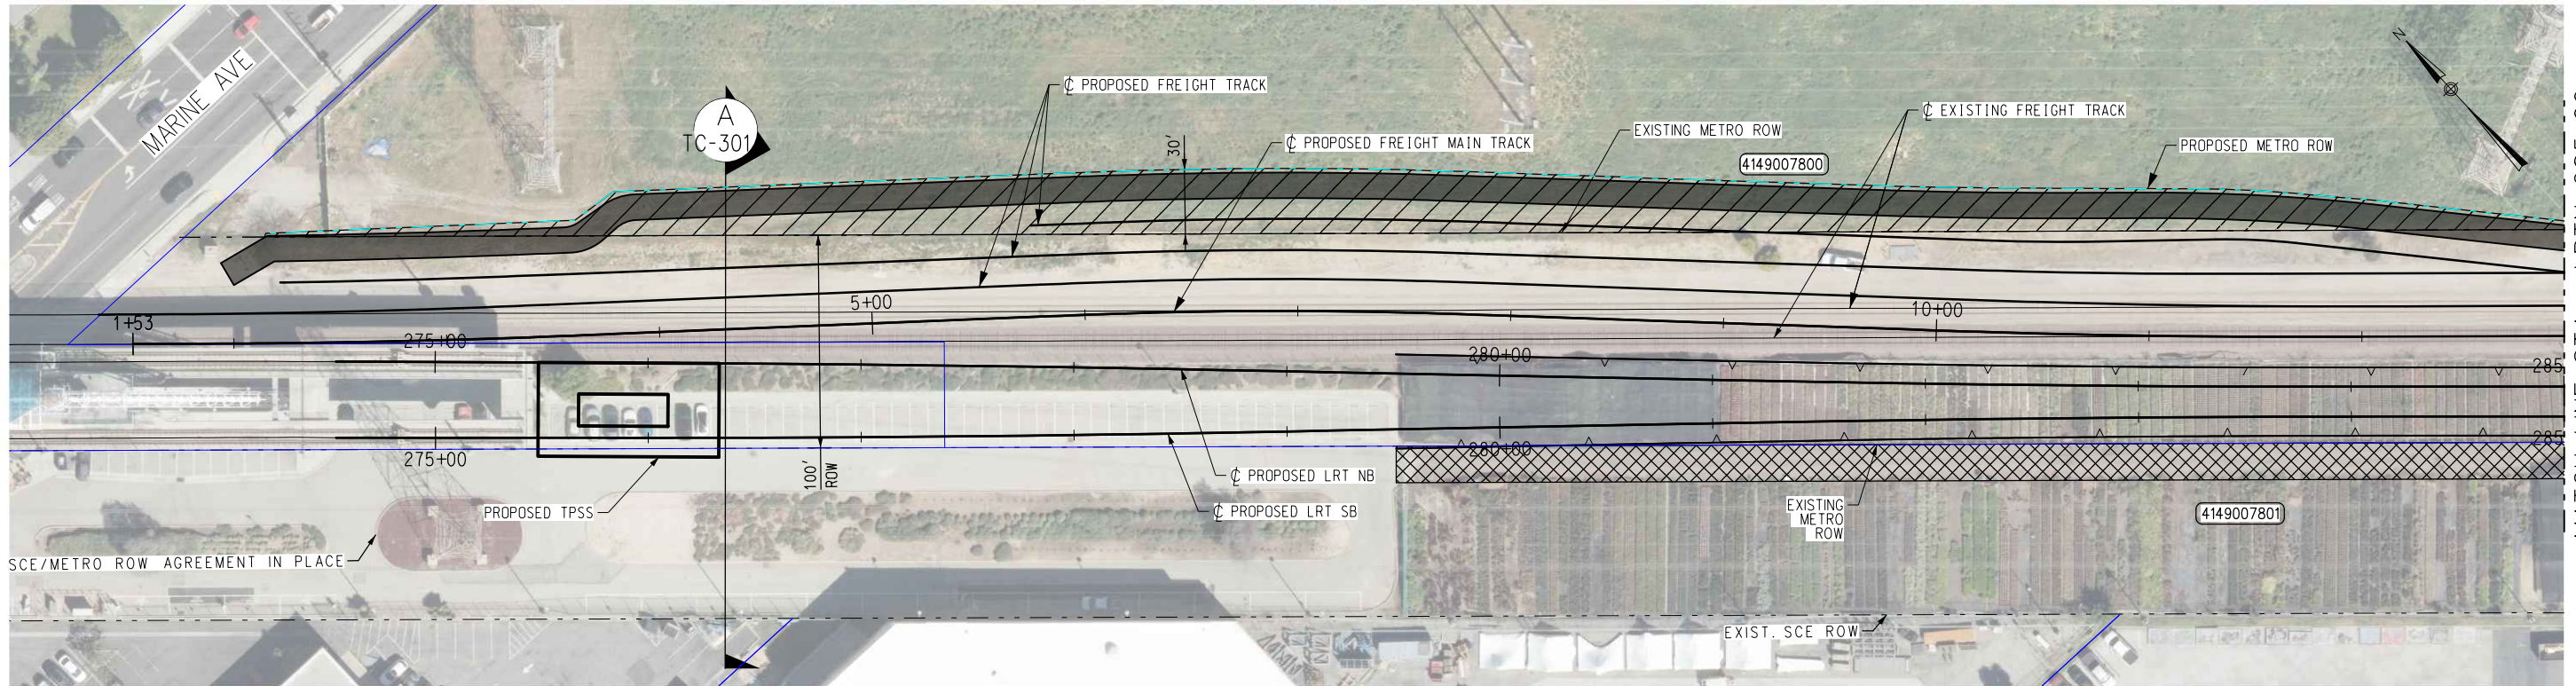 MARINE AVE
A
TC-301
℄ PROPOSED FREIGHT TRACK
30'
℄ PROPOSED FREIGHT MAIN TRACK
EXISTING METRO ROW
4149007800
℄ EXISTING FREIGHT TRACK
PROPOSED METRO ROW
N
1+53
5+00
10+00
275+00
280+00
285
275+00
280+00
285
100'
ROW
℄ PROPOSED LRT NB
℄ PROPOSED LRT SB
PROPOSED TPSS
EXISTING
METRO
ROW
4149007801
SCE/METRO ROW AGREEMENT IN PLACE
EXIST. SCE ROW